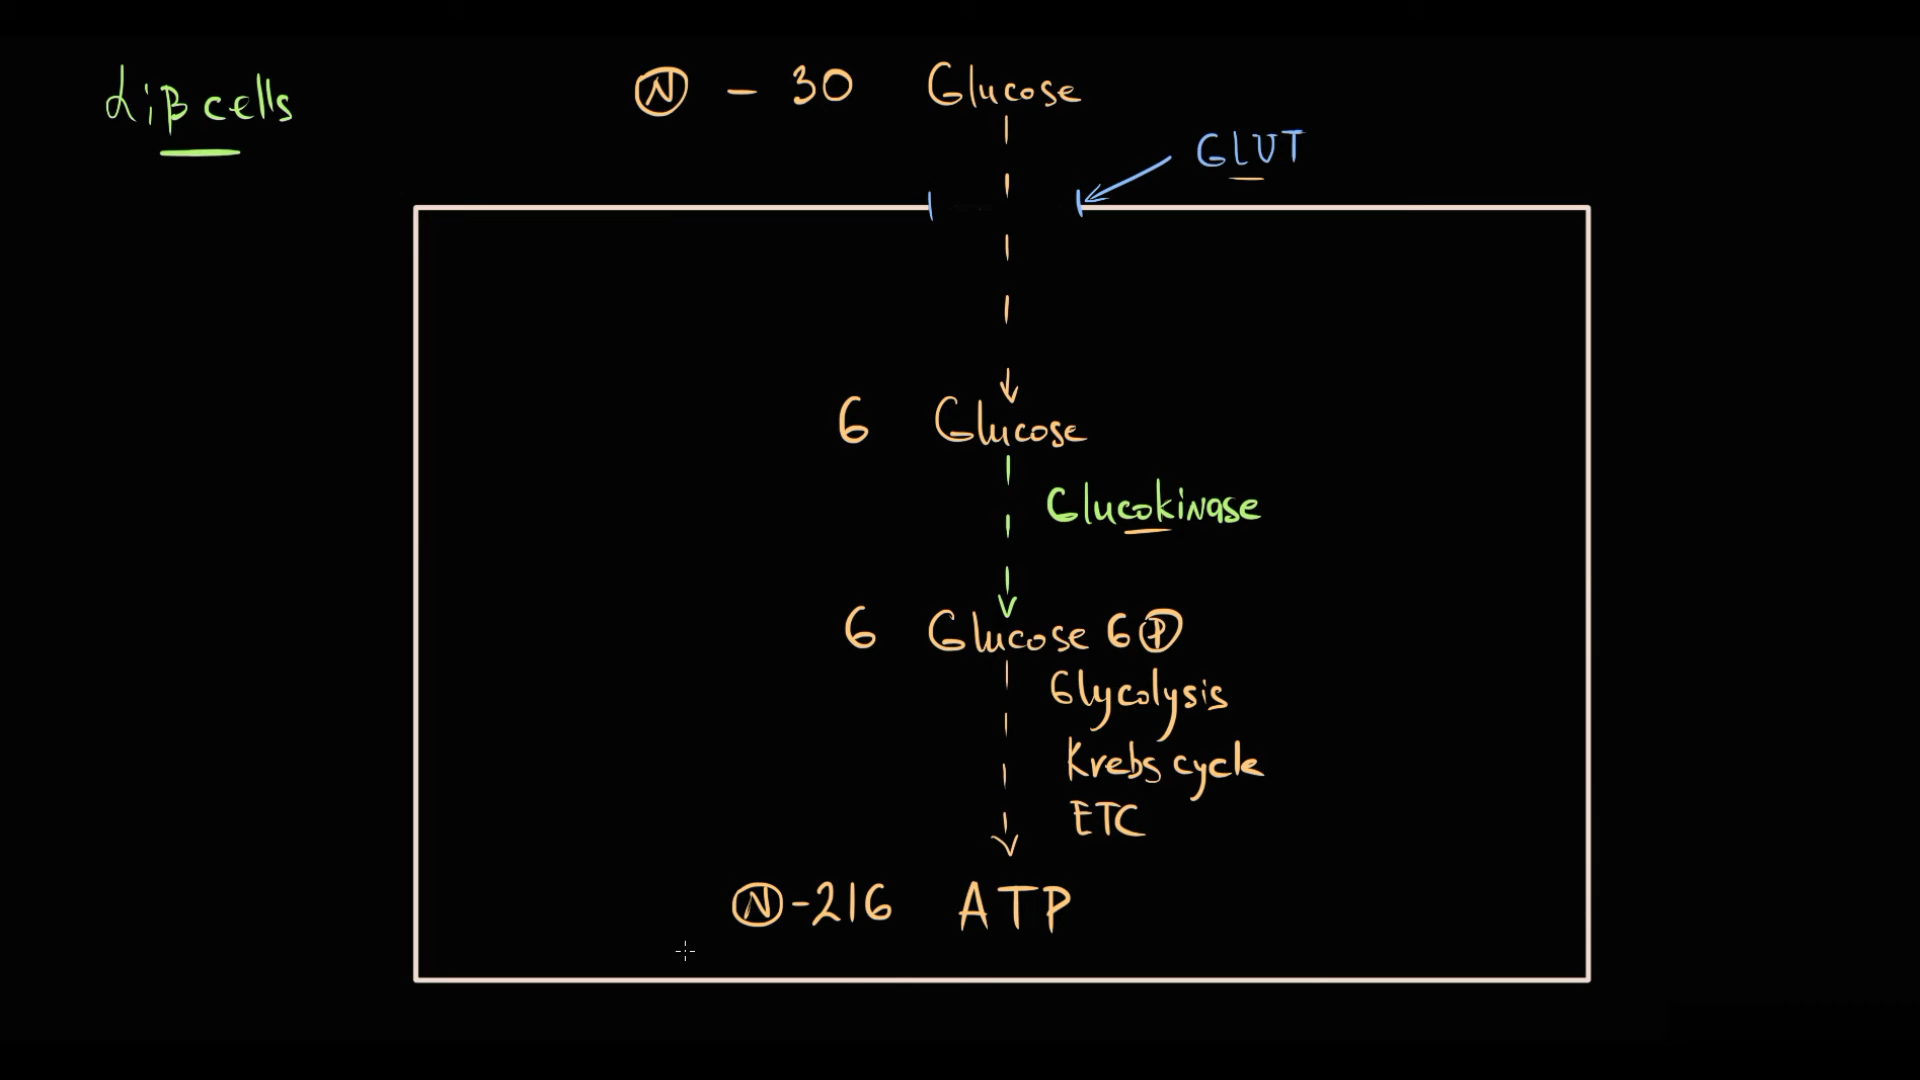 α i β cells
Ⓝ - 30 Glucose
GLUT
6 Glucose
Glucokinase
6 Glucose 6Ⓟ
Glycolysis
Krebs cycle
ETC
Ⓝ-216 ATP